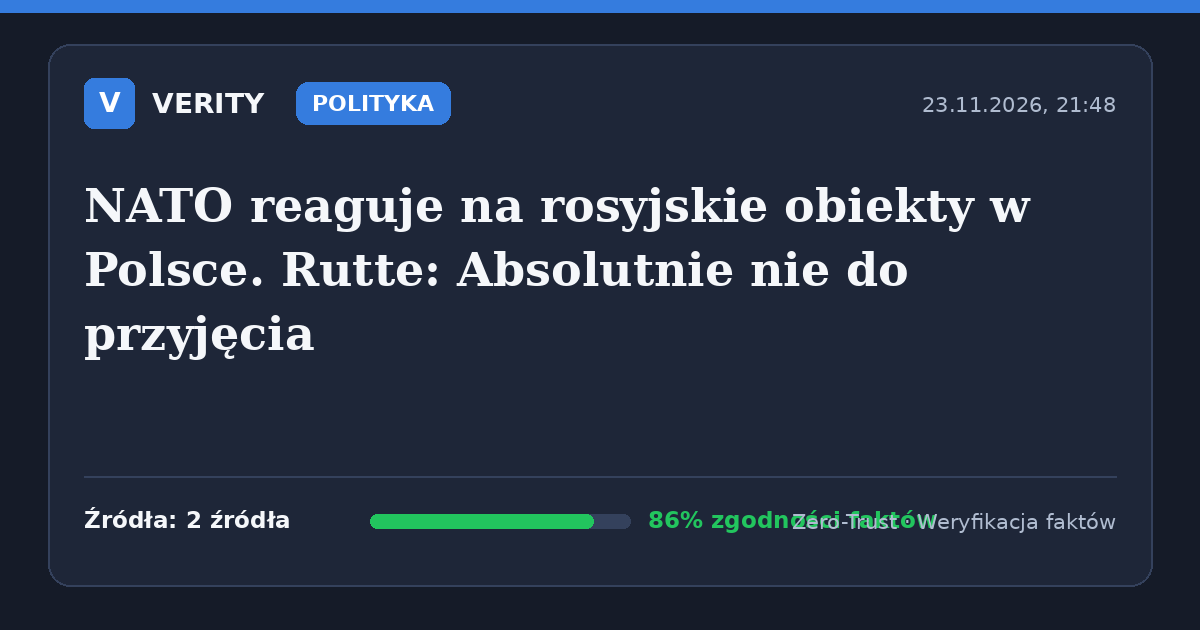 V VERITY POLITYKA 23.11.2026, 21:48
NATO reaguje na rosyjskie obiekty w
Polsce. Rutte: Absolutnie nie do
przyjęcia
Źródła: 2 źródła 86% zgodności faktów Zero-Trust · Weryfikacja faktów